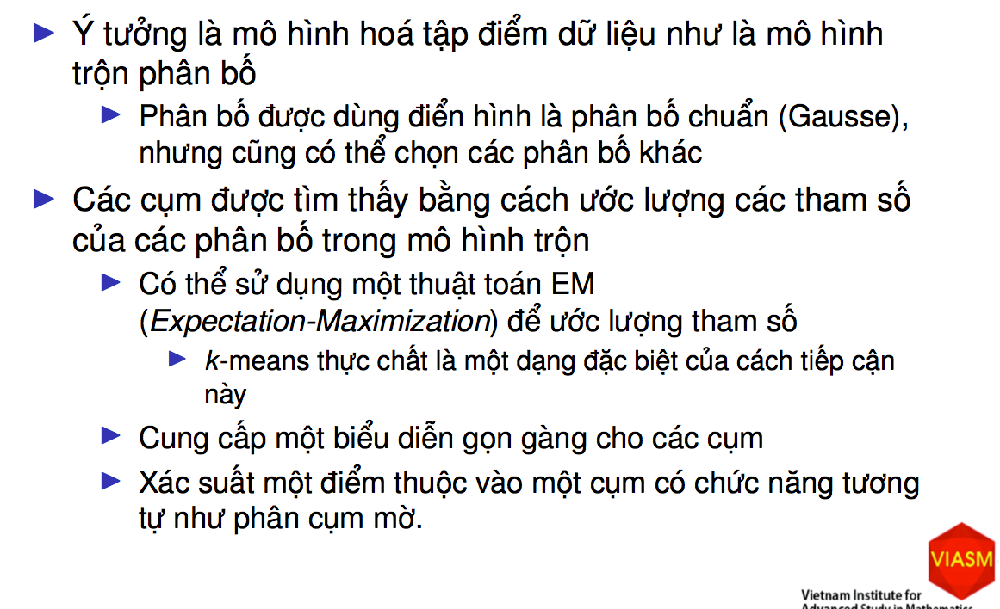 Ý tưởng là mô hình hoá tập điểm dữ liệu như là mô hình
trộn phân bố
Phân bố được dùng điển hình là phân bố chuẩn (Gausse),
nhưng cũng có thể chọn các phân bố khác
Các cụm được tìm thấy bằng cách ước lượng các tham số
của các phân bố trong mô hình trộn
Có thể sử dụng một thuật toán EM
(Expectation-Maximization) để ước lượng tham số
k-means thực chất là một dạng đặc biệt của cách tiếp cận
này
Cung cấp một biểu diễn gọn gàng cho các cụm
Xác suất một điểm thuộc vào một cụm có chức năng tương
tự như phân cụm mờ.
VIASM
Vietnam Institute for
Advanced Study in Mathematics